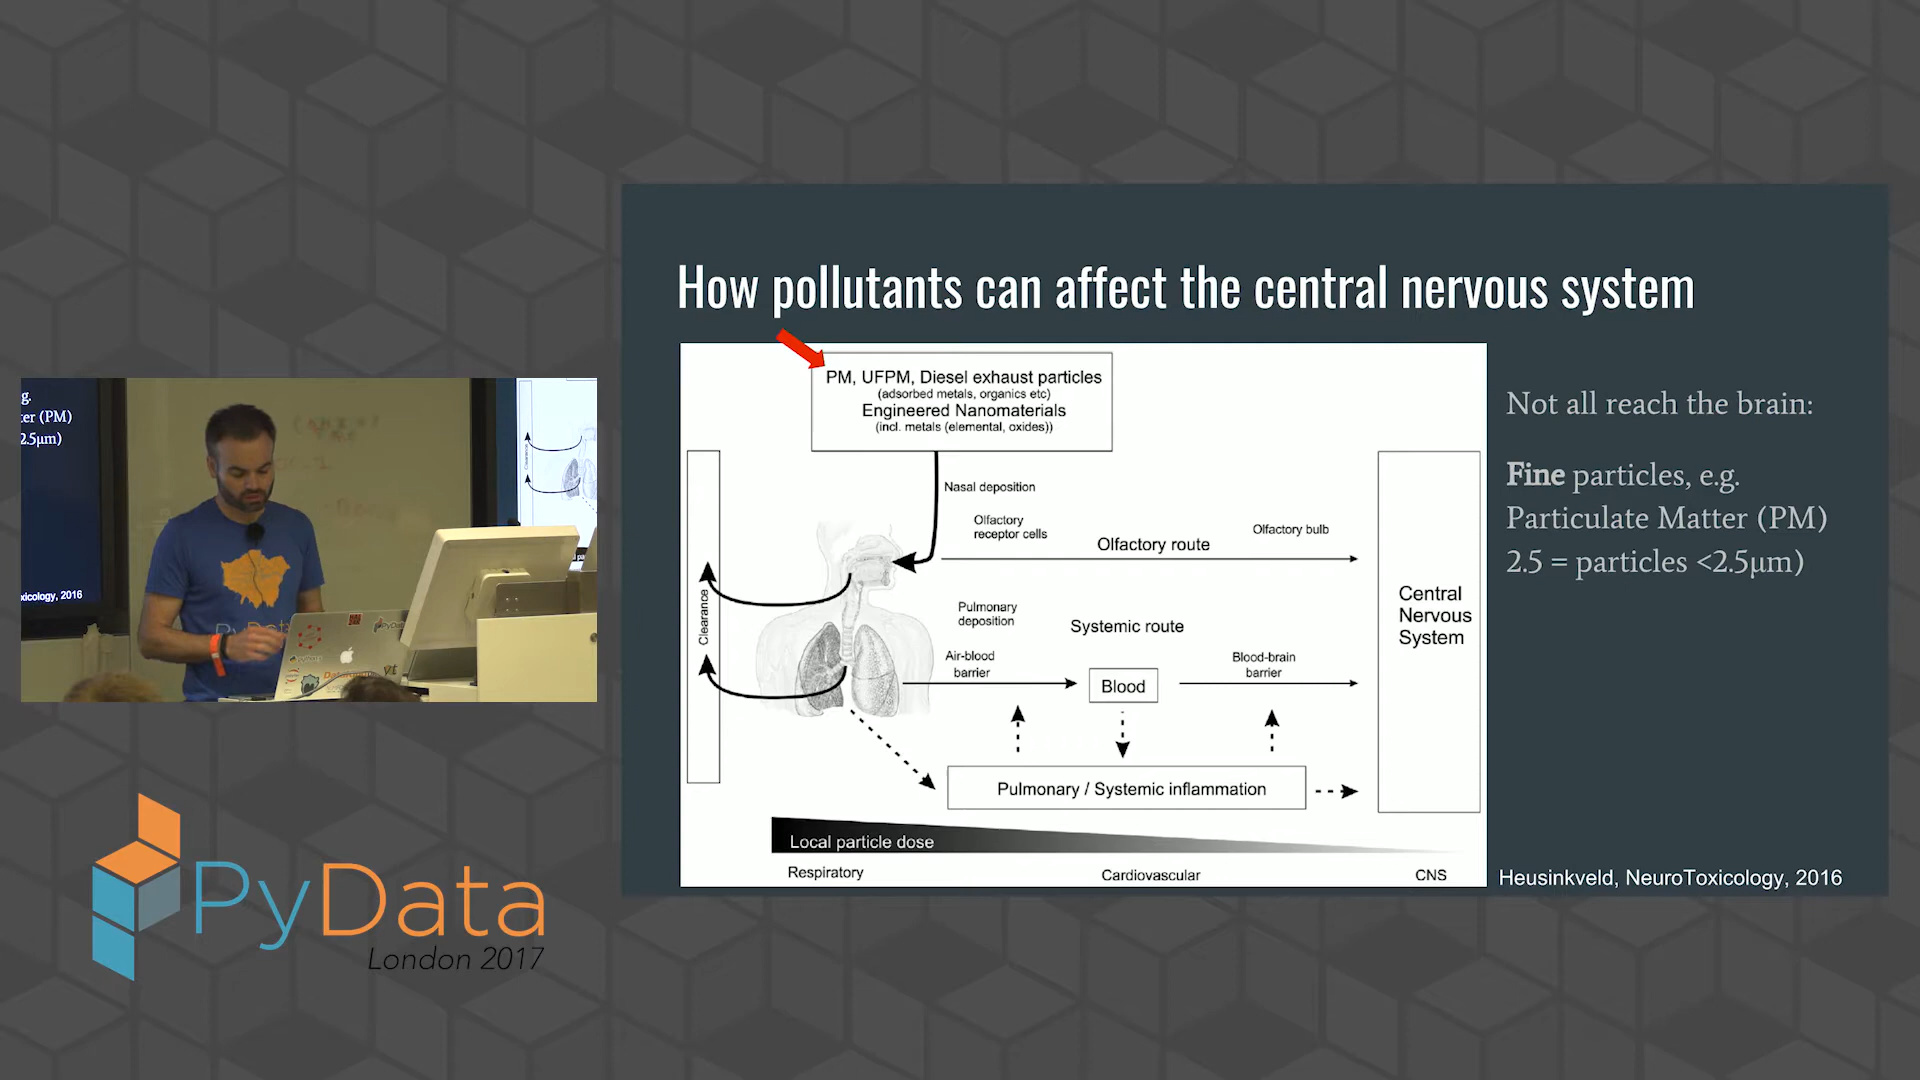 How pollutants can affect the central nervous system
PM, UFPM, Diesel exhaust particles
(adsorbed metals, organics etc)
Engineered Nanomaterials
(incl. metals (elemental, oxides))
Nasal deposition
Olfactory
receptor cells
Olfactory route
Olfactory bulb
Clearance
Pulmonary
deposition
Systemic route
Air-blood
barrier
Blood
Blood-brain
barrier
Central
Nervous
System
Pulmonary / Systemic inflammation
Local particle dose
Respiratory
Cardiovascular
CNS
Not all reach the brain:
Fine particles, e.g.
Particulate Matter (PM)
2.5 = particles <2.5µm)
Heusinkveld, NeuroToxicology, 2016
g.
ter (PM)
2.5µm)
xicology, 2016
Clearance
PyData
PyData
London 2017